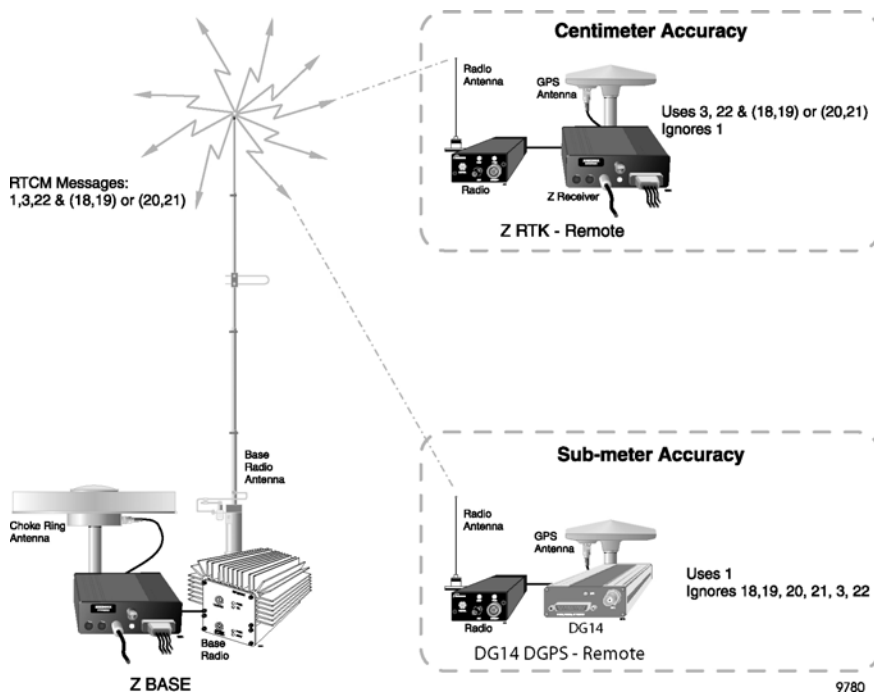 RTCM Messages:
1,3,22 & (18,19) or (20,21)
Choke Ring
Antenna
Base
Radio
Antenna
Base
Radio
Z BASE
Centimeter Accuracy
Radio
Antenna
GPS
Antenna
Uses 3, 22 & (18,19) or (20,21)
Ignores 1
Radio
Z Receiver
Z RTK - Remote
Sub-meter Accuracy
Radio
Antenna
GPS
Antenna
Uses 1
Ignores 18,19, 20, 21, 3, 22
Radio
DG14
DG14 DGPS - Remote
9780